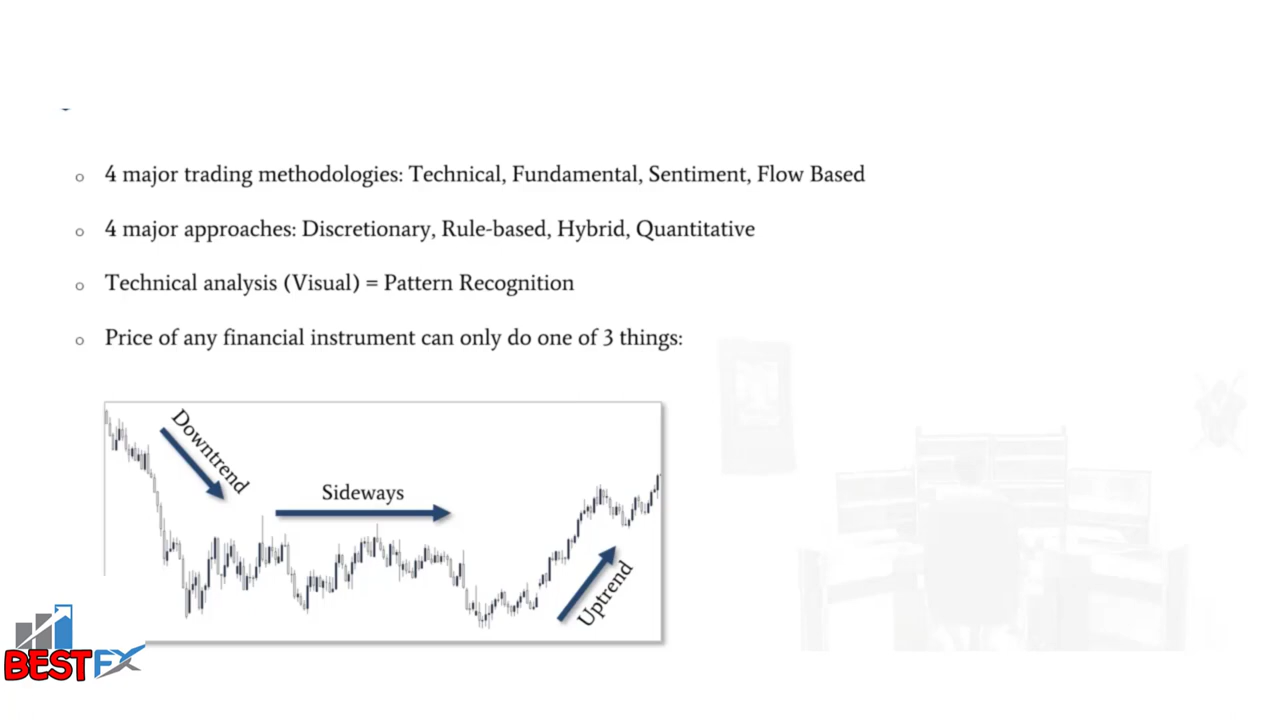 4 major trading methodologies: Technical, Fundamental, Sentiment, Flow Based
4 major approaches: Discretionary, Rule-based, Hybrid, Quantitative
Technical analysis (Visual) = Pattern Recognition
Price of any financial instrument can only do one of 3 things:
Downtrend
Sideways
Uptrend
BESTFX